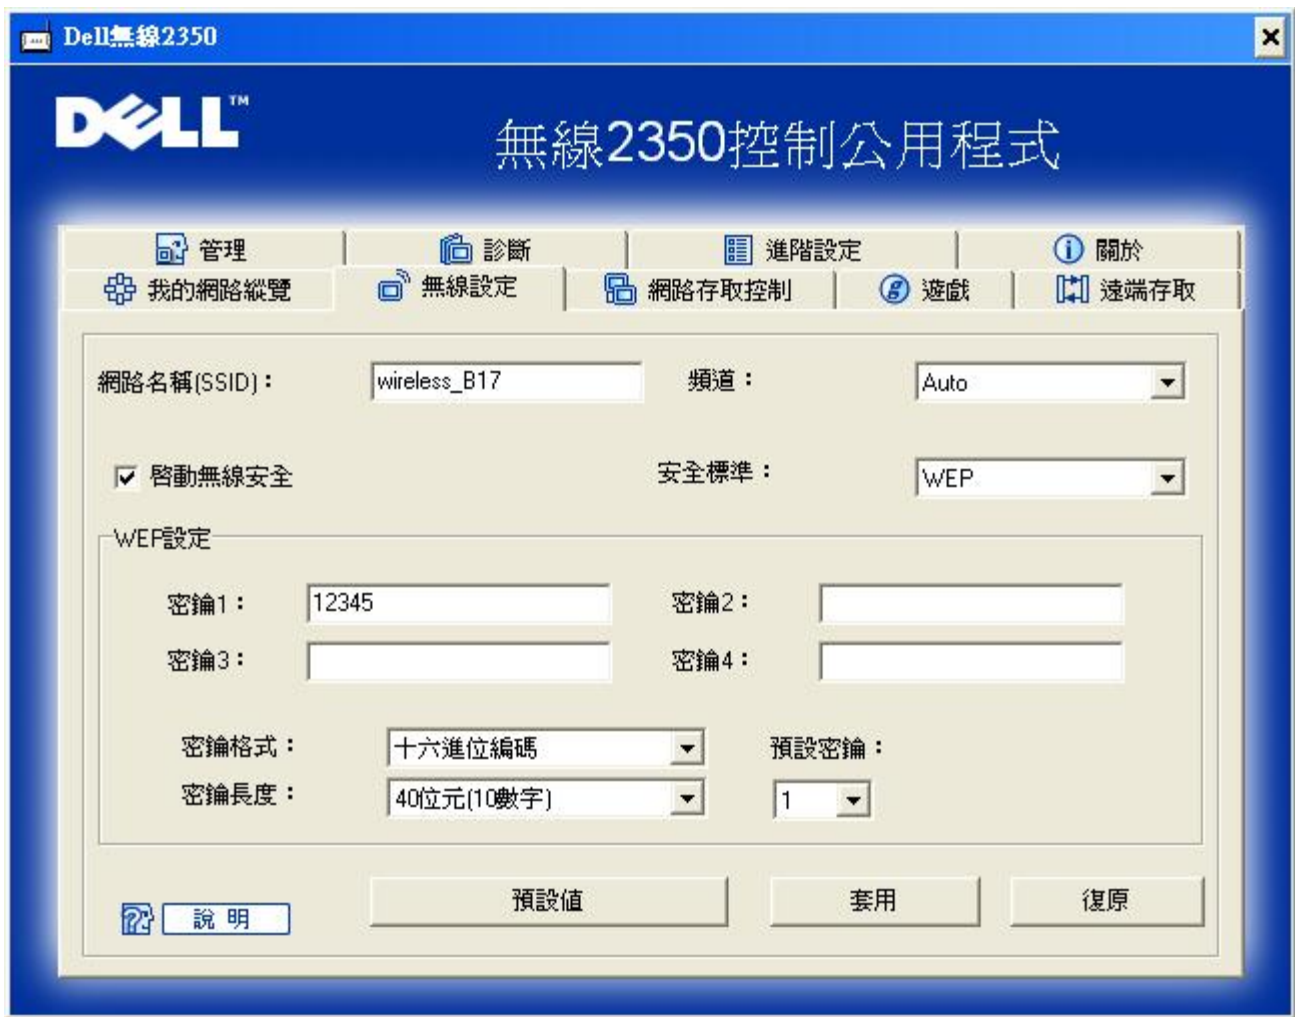 Dell無線2350
DELL™
無線2350控制公用程式
管理
診斷
進階設定
關於
我的網路縱覽
無線設定
網路存取控制
遊戲
遠端存取
網路名稱(SSID)：
wireless_B17
頻道：
Auto
啓動無線安全
安全標準：
WEP
WEP設定
密鑰1：
12345
密鑰2：
密鑰3：
密鑰4：
密鑰格式：
十六進位編碼
預設密鑰：
密鑰長度：
40位元(10數字)
1
說 明
預設值
套用
復原